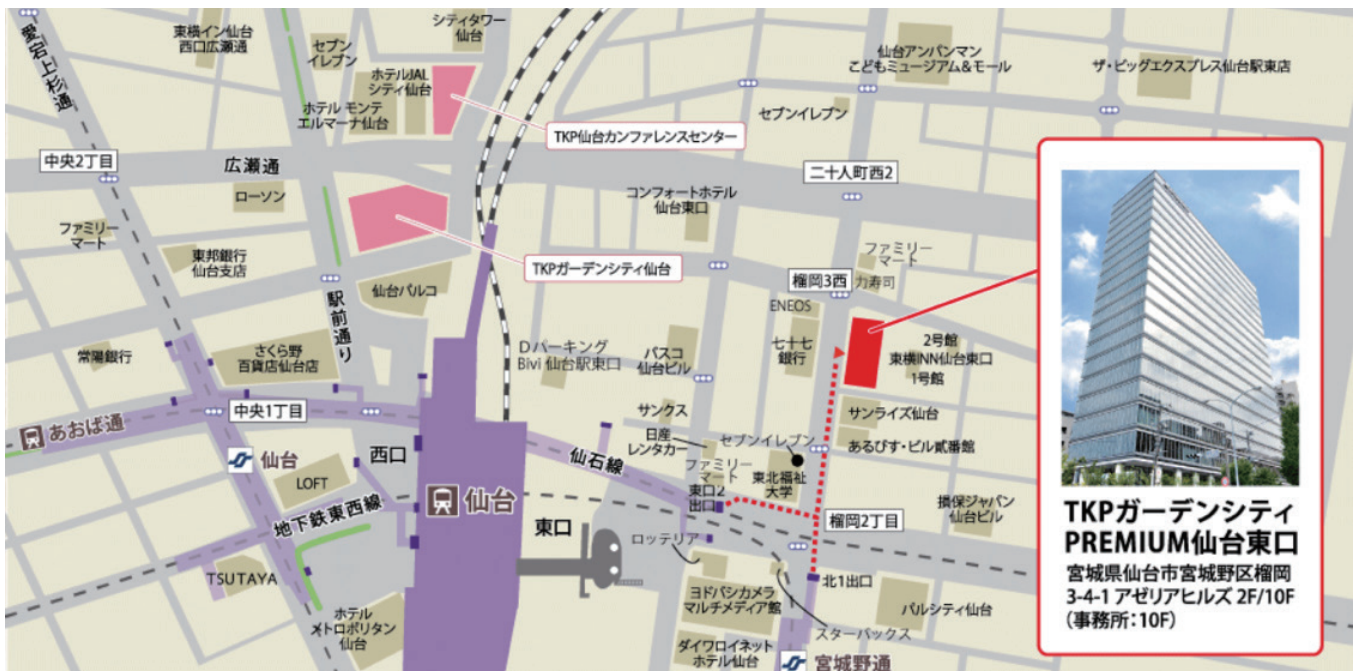 愛宕上杉通
東横イン仙台
西口広瀬通
セブン
イレブン
シティタワー
仙台
ホテルJAL
シティ仙台
ホテル モンテ
エルマーナ仙台
TKP仙台カンファレンスセンター
仙台アンパンマン
こどもミュージアム&モール
ザ・ビッグエクスプレス仙台駅東店
セブンイレブン
中央2丁目
広瀬通
ローソン
二十人町西2
コンフォートホテル
仙台東口
ファミリー
マート
東邦銀行
仙台支店
TKPガーデンシティ仙台
ファミリー
マート
榴岡3西
力寿司
仙台パルコ
駅前通り
ENEOS
常陽銀行
さくら野
百貨店仙台店
Dパーキング
Bivi 仙台駅東口
パスコ
仙台ビル
七十七
銀行
2号館
東横INN仙台東口
1号館
中央1丁目
あおば通
サンクス
サンライズ仙台
仙台
西口
仙石線
日産
レンタカー
セブンイレブン
あるびす・ビル貳番館
LOFT
ファミリー
マート
東北福祉
大学
地下鉄東西線
仙台
東口
東口2
出口
榴岡2丁目
損保ジャパン
仙台ビル
ロッテリア
TSUTAYA
北1出口
ヨドバシカメラ
マルチメディア館
パルシティ仙台
ホテル
メトロポリタン
仙台
スターバックス
ダイワロイネット
ホテル仙台
宮城野通
TKPガーデンシティ
PREMIUM仙台東口
宮城県仙台市宮城野区榴岡
3-4-1 アゼリアヒルズ 2F/10F
（事務所：10F）